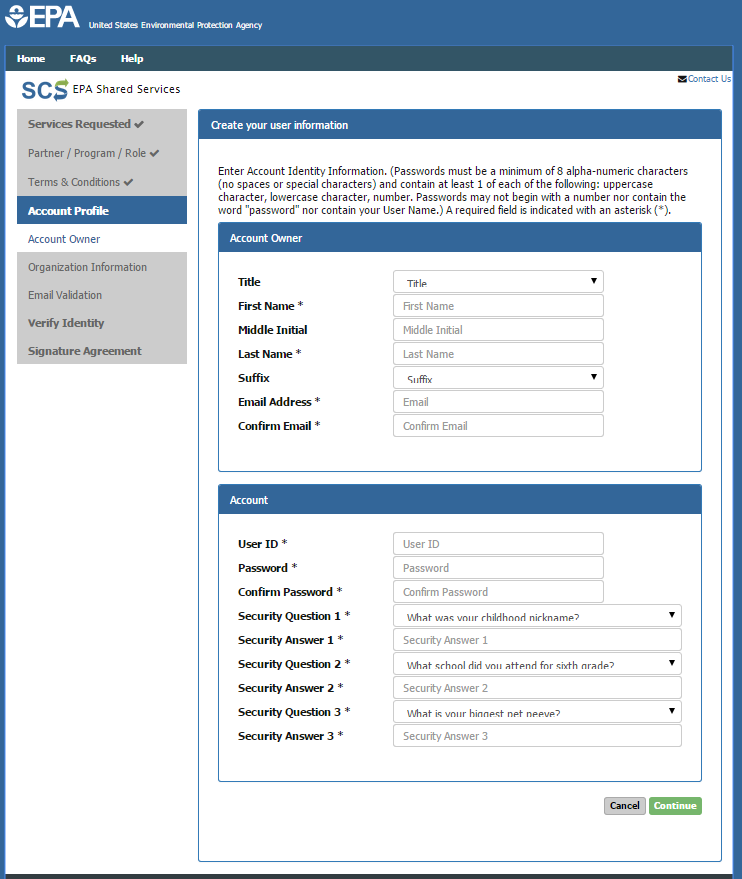 EPA United States Environmental Protection Agency
Home FAQs Help
Contact Us
SCS EPA Shared Services
Services Requested ✔
Partner / Program / Role ✔
Terms & Conditions ✔
Account Profile
Account Owner
Organization Information
Email Validation
Verify Identity
Signature Agreement
Create your user information
Enter Account Identity Information. (Passwords must be a minimum of 8 alpha-numeric characters
(no spaces or special characters) and contain at least 1 of each of the following: uppercase
character, lowercase character, number. Passwords may not begin with a number nor contain the
word "password" nor contain your User Name.) A required field is indicated with an asterisk (*).
Account Owner
Title Title
First Name * First Name
Middle Initial Middle Initial
Last Name * Last Name
Suffix Suffix
Email Address * Email
Confirm Email * Confirm Email
Account
User ID * User ID
Password * Password
Confirm Password * Confirm Password
Security Question 1 * What was your childhood nickname?
Security Answer 1 * Security Answer 1
Security Question 2 * What school did you attend for sixth grade?
Security Answer 2 * Security Answer 2
Security Question 3 * What is your biggest pet peeve?
Security Answer 3 * Security Answer 3
Cancel Continue